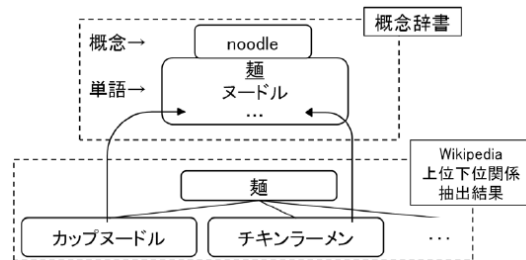 概念辞書
概念→
noodle
単語→
麺
ヌードル
…
Wikipedia
上位下位関係
抽出結果
麺
カップヌードル
チキンラーメン
…